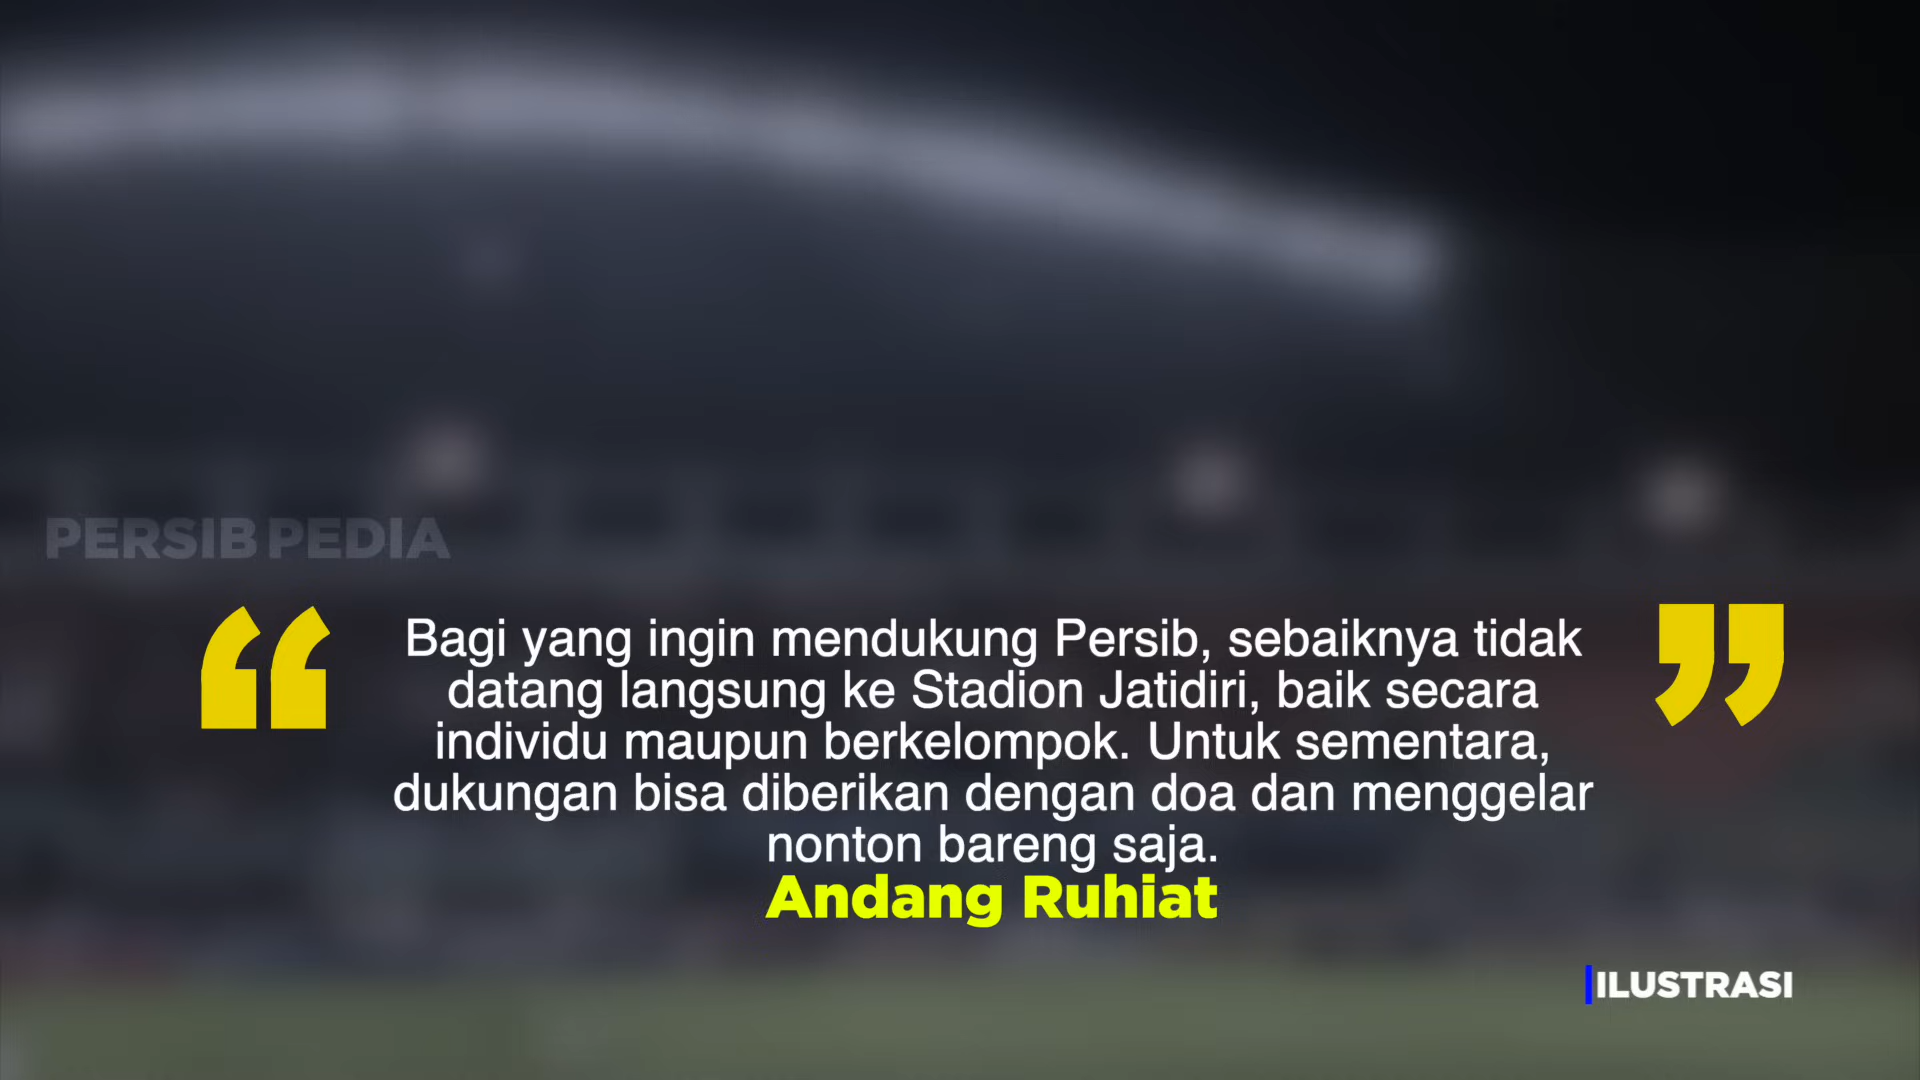 PERSIB PEDIA
“ Bagi yang ingin mendukung Persib, sebaiknya tidak ”
datang langsung ke Stadion Jatidiri, baik secara
individu maupun berkelompok. Untuk sementara,
dukungan bisa diberikan dengan doa dan menggelar
nonton bareng saja.
Andang Ruhiat
ILUSTRASI